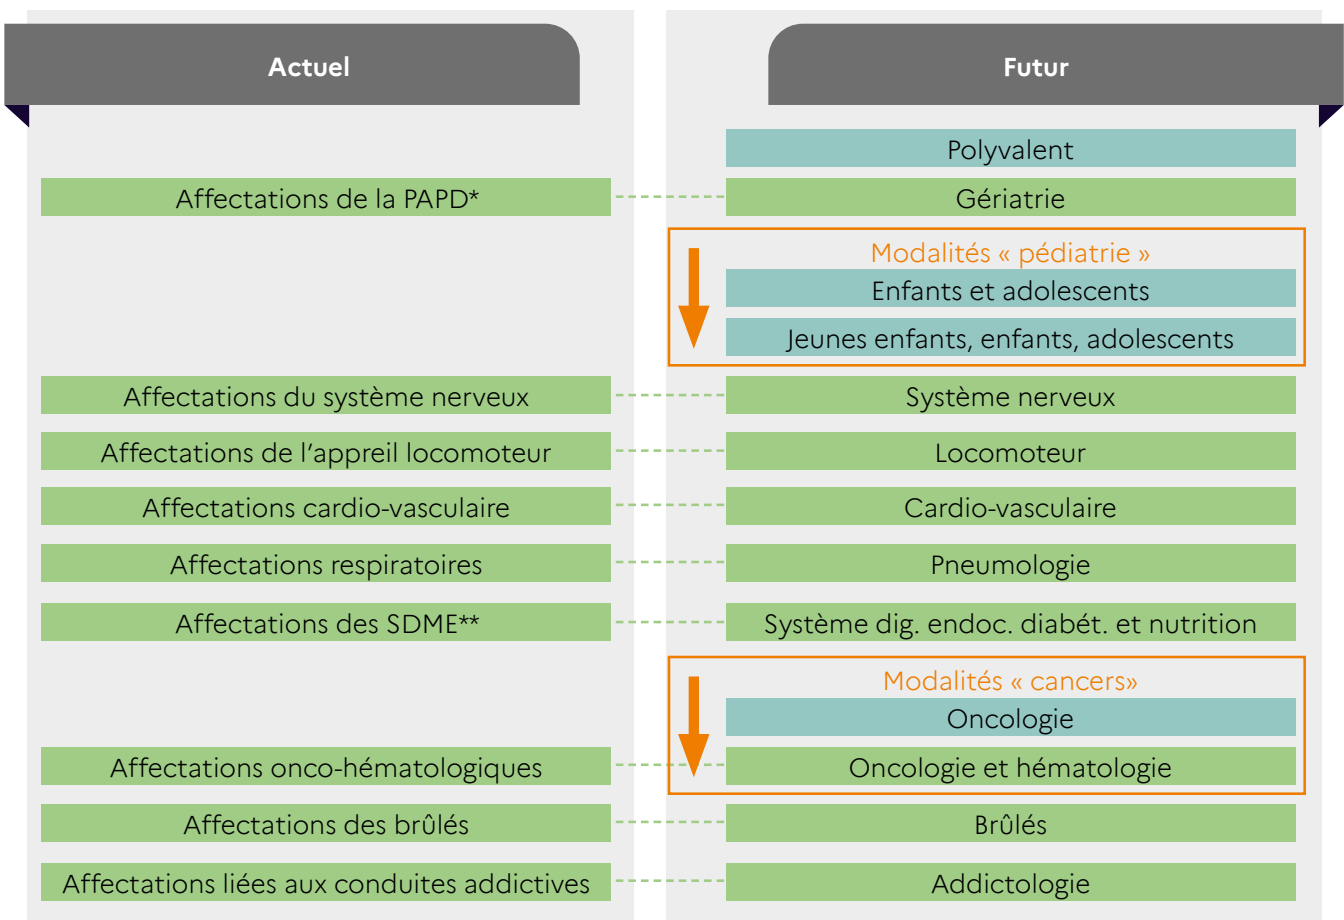 Actuel
Futur
Polyvalent
Affectations de la PAPD*
Gériatrie
Modalités « pédiatrie »
Enfants et adolescents
Jeunes enfants, enfants, adolescents
Affectations du système nerveux
Système nerveux
Affectations de l'appreil locomoteur
Locomoteur
Affectations cardio-vasculaire
Cardio-vasculaire
Affectations respiratoires
Pneumologie
Affectations des SDME**
Système dig. endoc. diabét. et nutrition
Modalités « cancers»
Oncologie
Affectations onco-hématologiques
Oncologie et hématologie
Affectations des brûlés
Brûlés
Affectations liées aux conduites addictives
Addictologie